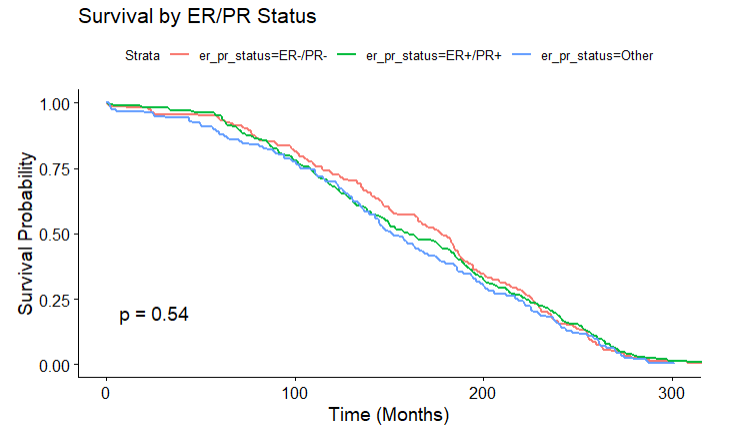 Survival by ER/PR Status
Strata er_pr_status=ER-/PR- er_pr_status=ER+/PR+ er_pr_status=Other
1.00
0.75
0.50
0.25
0.00
Survival Probability
p = 0.54
0 100 200 300
Time (Months)